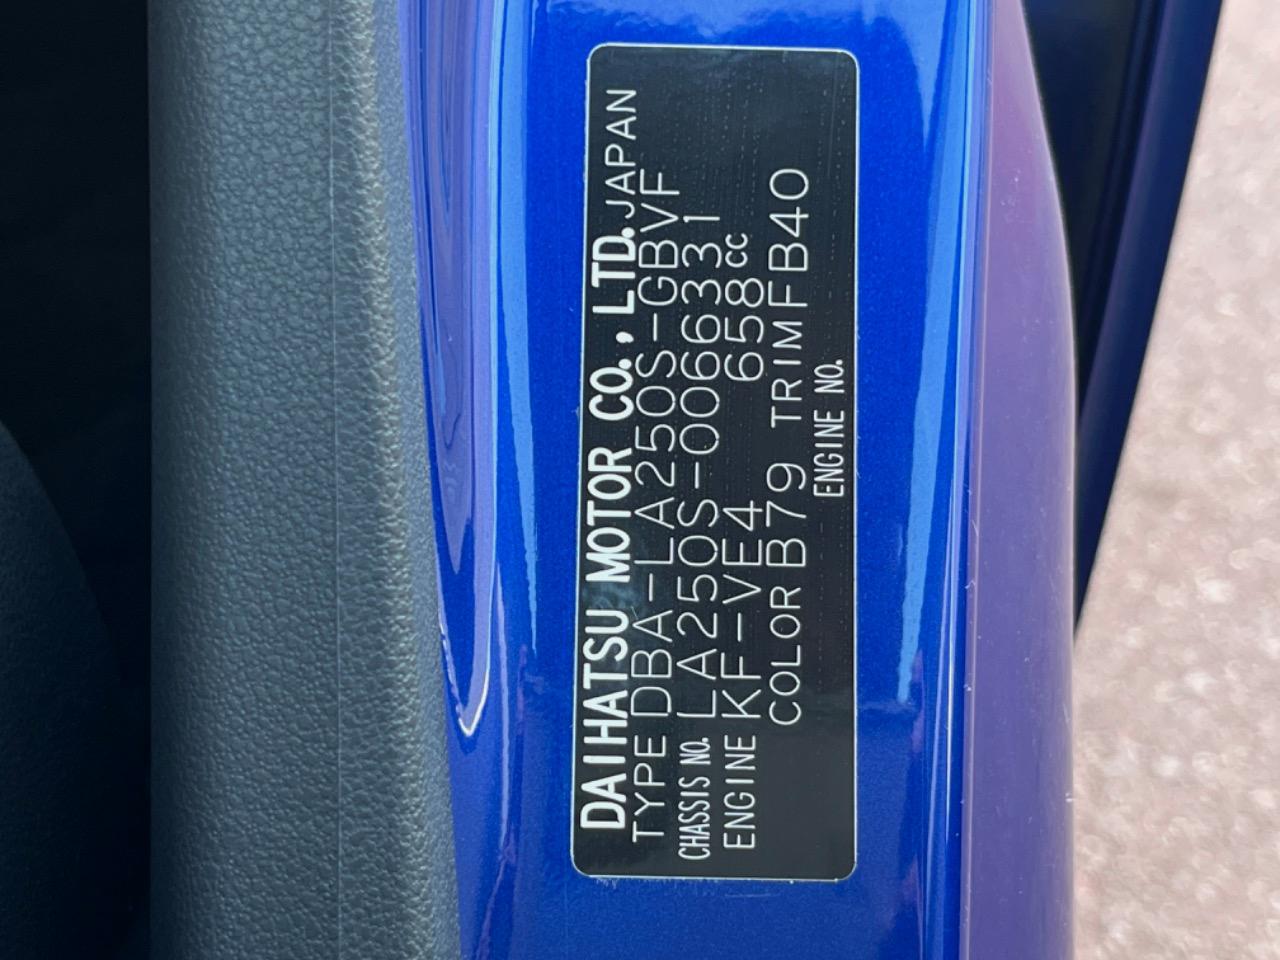 DAIHATSU MOTOR CO., LTD. JAPAN
TYPE DBA-LA250S-GBVF
CHASSIS NO. LA250S-0066331
ENGINE KF-VE4 658cc
COLOR B79 TRIM FB40
ENGINE NO.